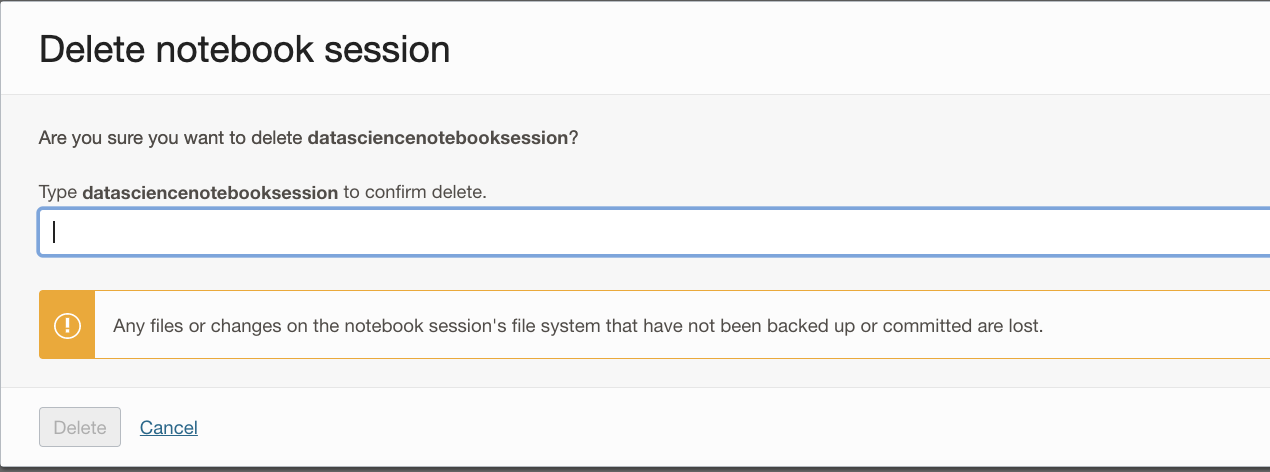 Delete notebook session
Are you sure you want to delete datasciencenotebooksession?
Type datasciencenotebooksession to confirm delete.
Any files or changes on the notebook session's file system that have not been backed up or committed are lost.
Delete Cancel